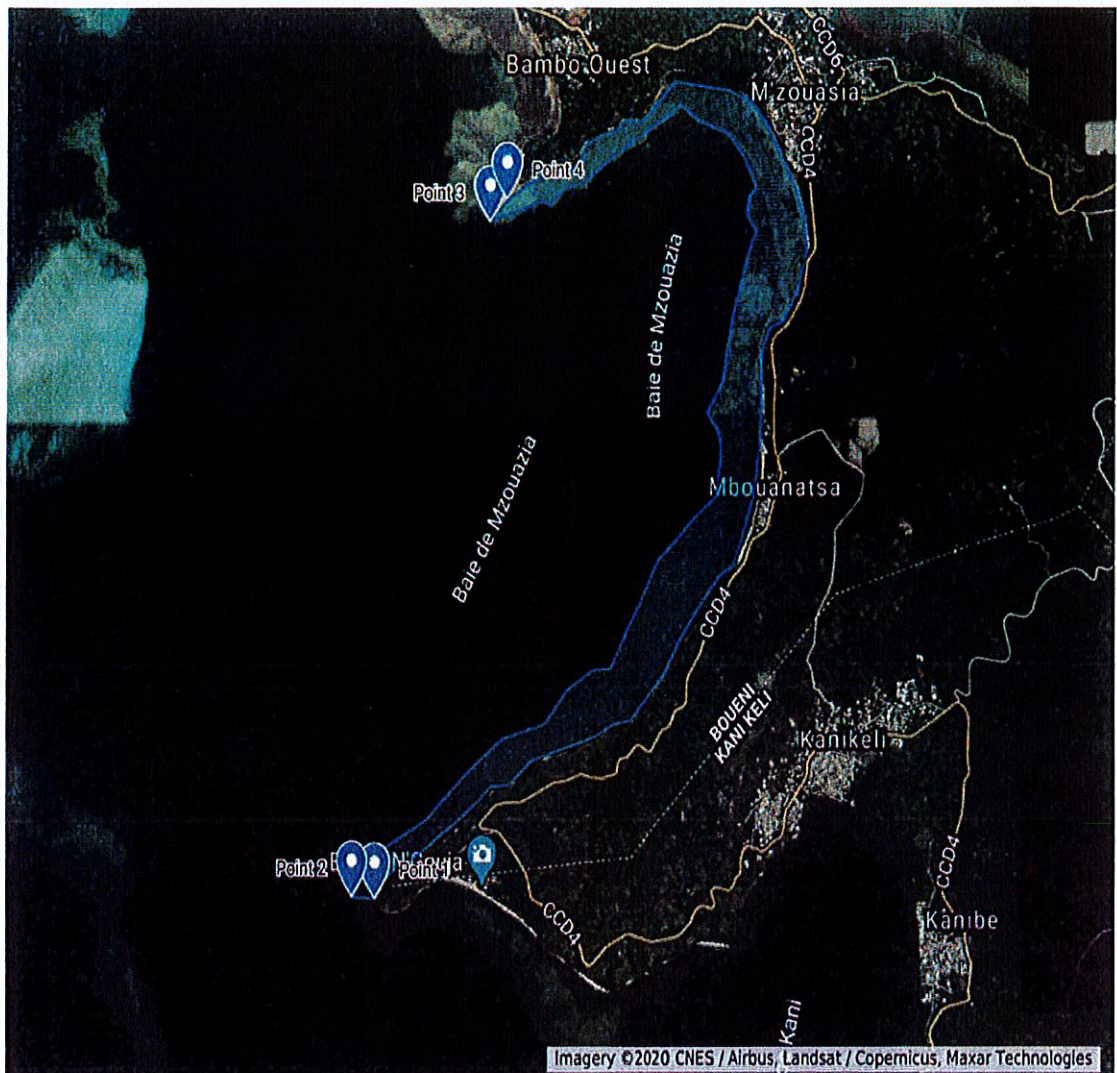 CCD6
Bambo Ouest
M'zouasia
CCD4
Point 4
Point 3
Baie de Mzouazia
Baie de Mzouazia
Mbouanatsa
CCD4
BOUENI
KANI KELI
Kanikeli
CCD4
Point 2
Point 1
CCD4
Kanibe
Kani
Imagery ©2020 CNES / Airbus, Landsat / Copernicus, Maxar Technologies